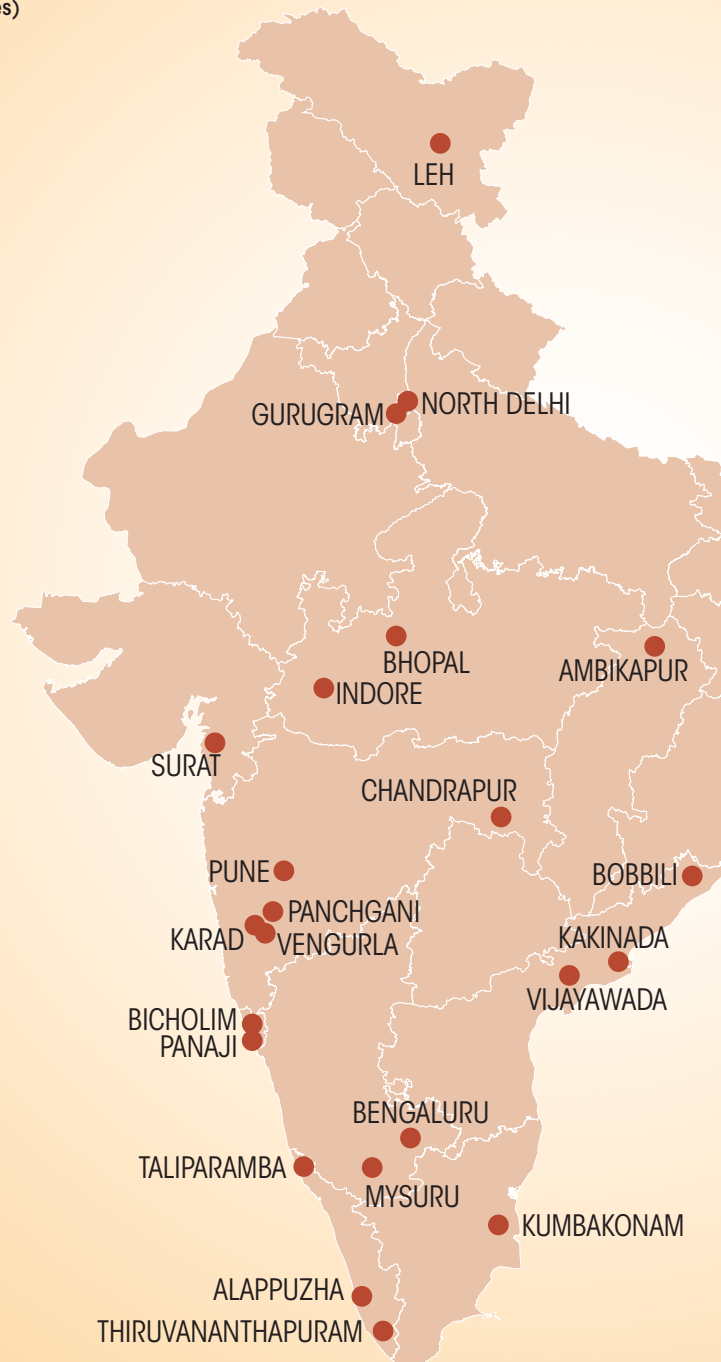 es)
LEH
NORTH DELHI
GURUGRAM
BHOPAL
AMBIKAPUR
INDORE
SURAT
CHANDRAPUR
PUNE
BOBBILI
PANCHGANI
KARAD
VENGURLA
KAKINADA
VIJAYAWADA
BICHOLIM
PANAJI
BENGALURU
TALIPARAMBA
MYSURU
KUMBAKONAM
ALAPPUZHA
THIRUVANANTHAPURAM